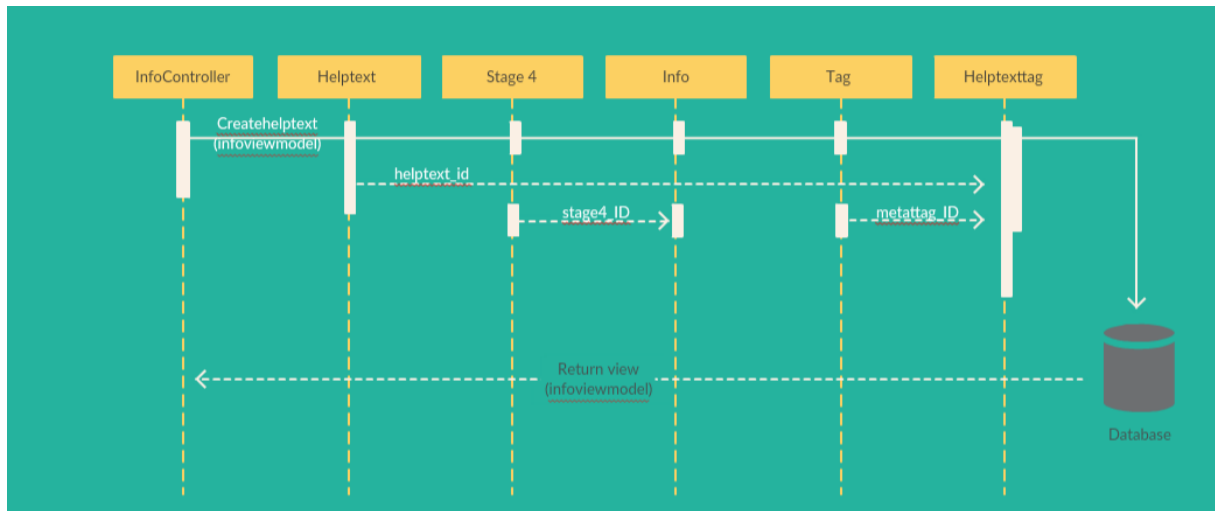 InfoController
Helptext
Stage 4
Info
Tag
Helptexttag
Createhelptext
(infoviewmodel)
helptext_id
stage4_ID
metattag_ID
Return view
(infoviewmodel)
Database